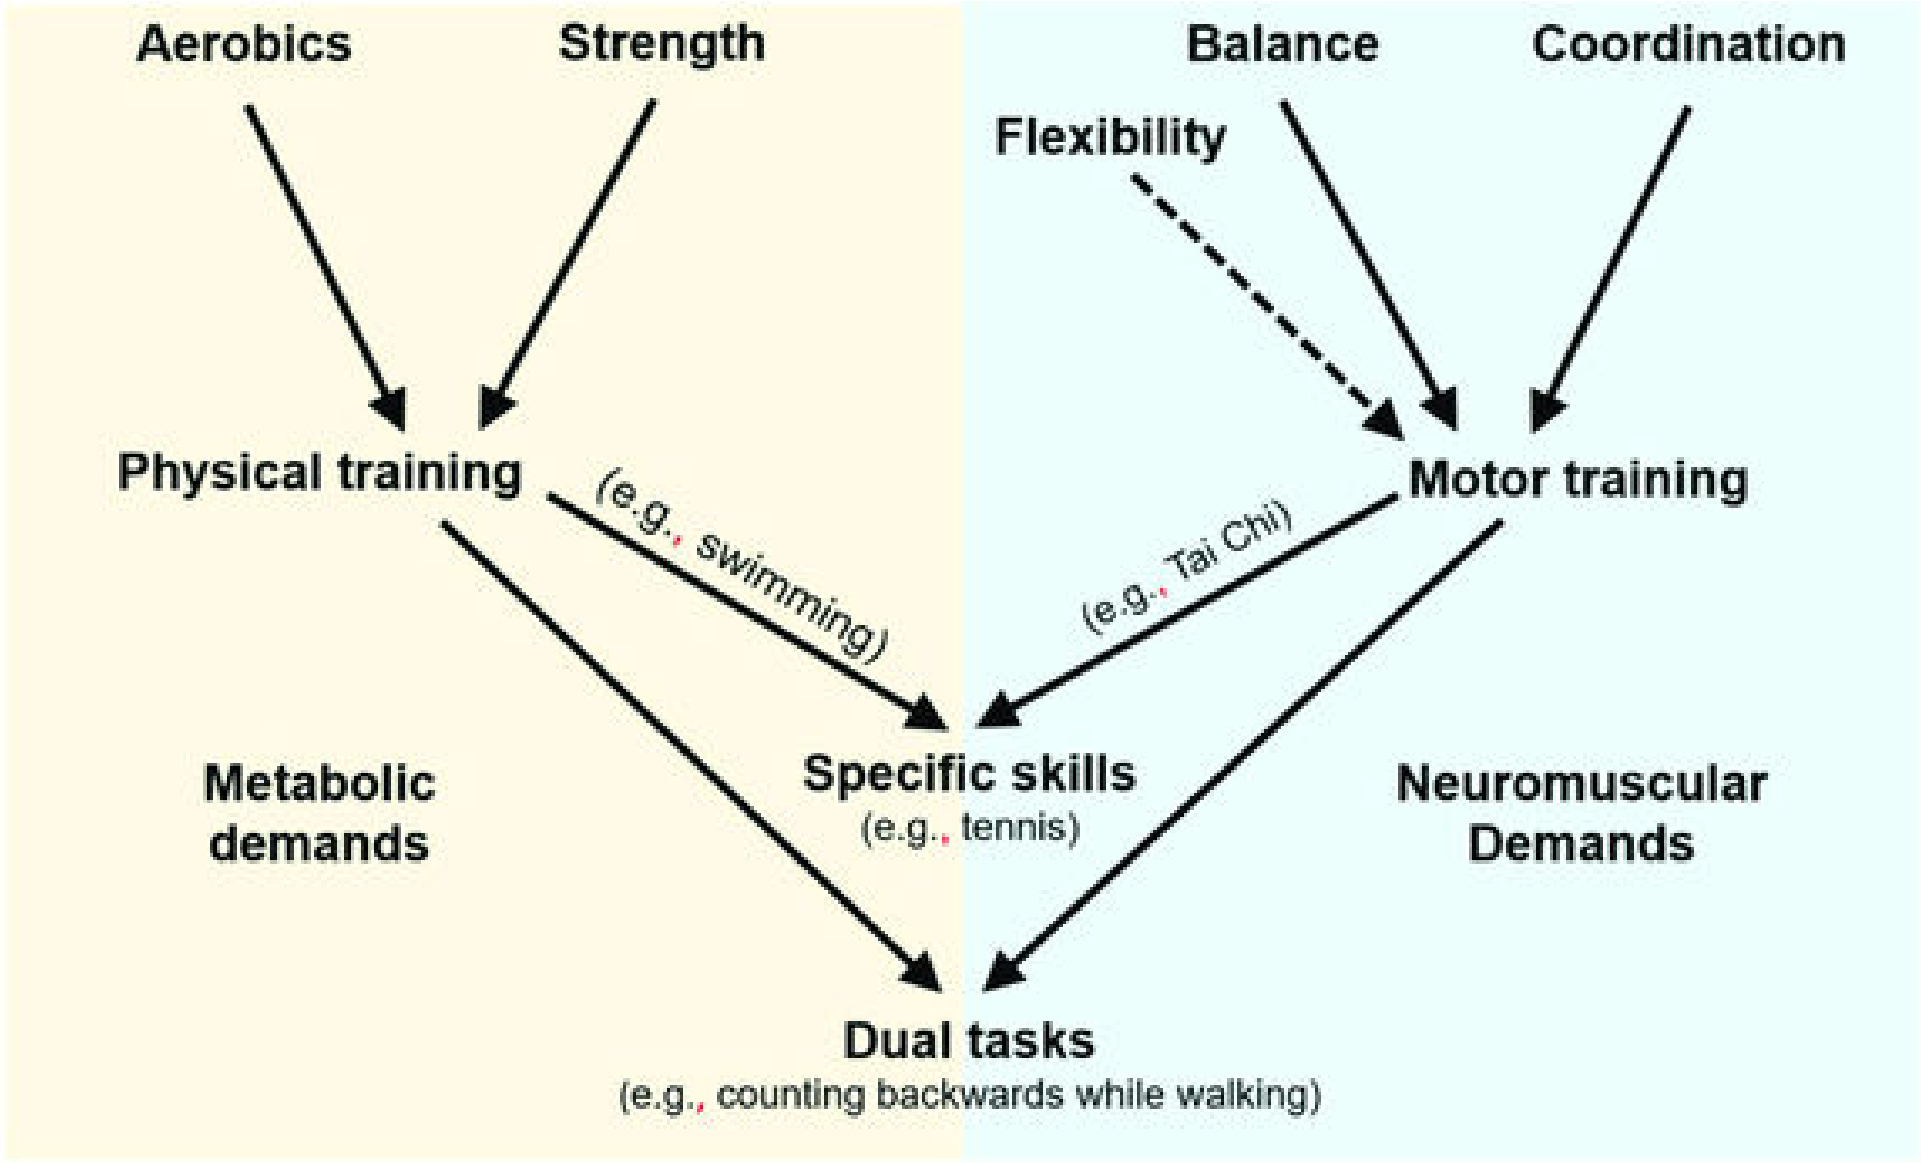 Aerobics
Strength
Balance
Coordination
Flexibility
Physical training
Motor training
(e.g., swimming)
(e.g., Tai Chi)
Specific skills
(e.g., tennis)
Metabolic
demands
Neuromuscular
Demands
Dual tasks
(e.g., counting backwards while walking)